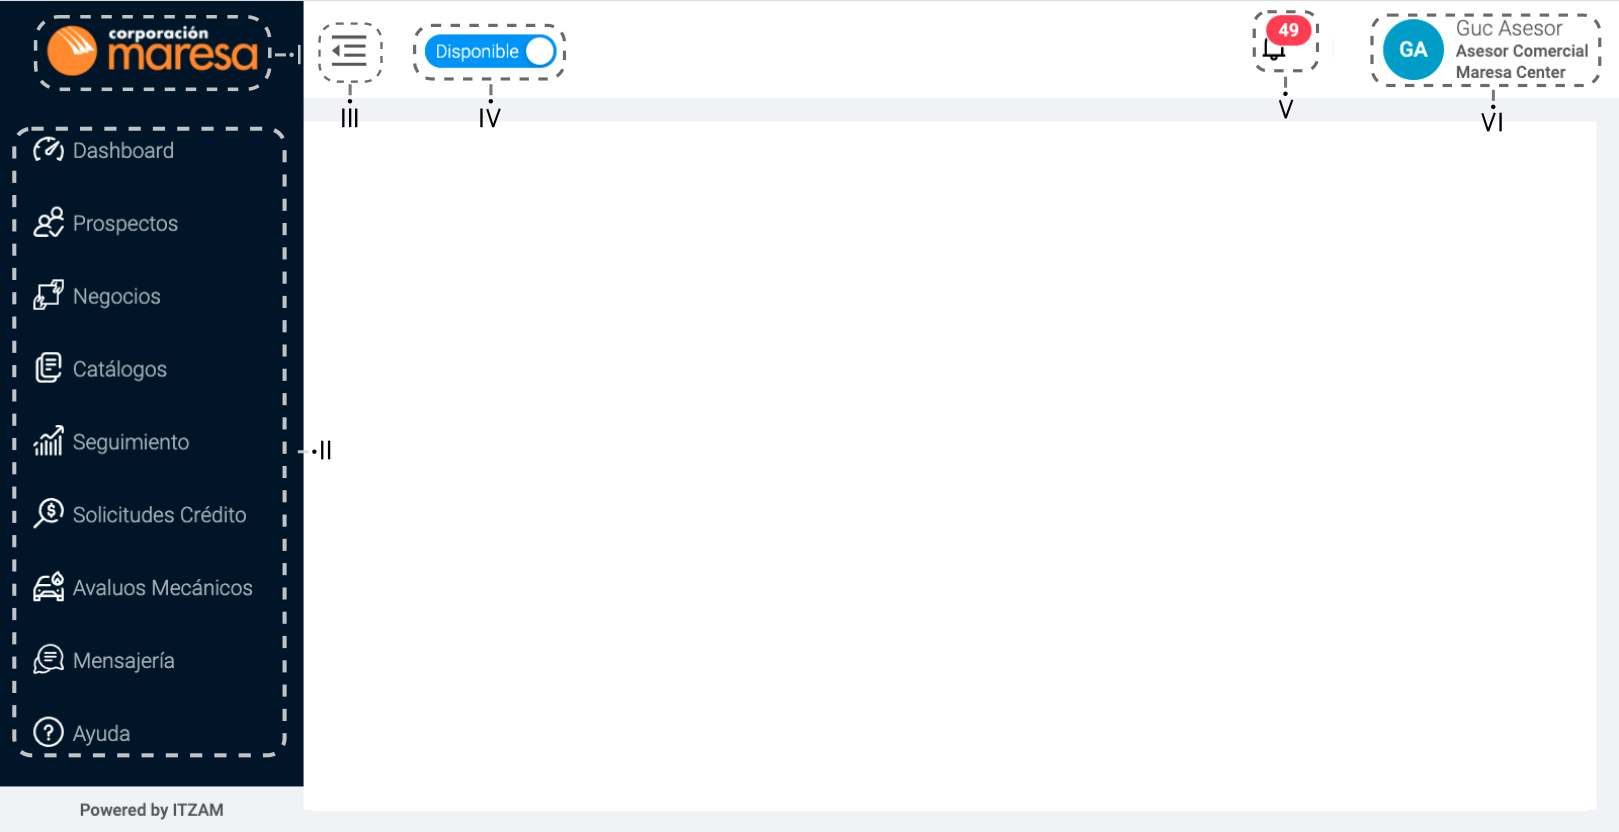 corporación
maresa
I
III
Disponible
IV
49
V
GA
Guc Asesor
Asesor Comercial
Maresa Center
VI
Dashboard
Prospectos
Negocios
Catálogos
Seguimiento
II
Solicitudes Crédito
Avaluos Mecánicos
Mensajería
Ayuda
Powered by ITZAM